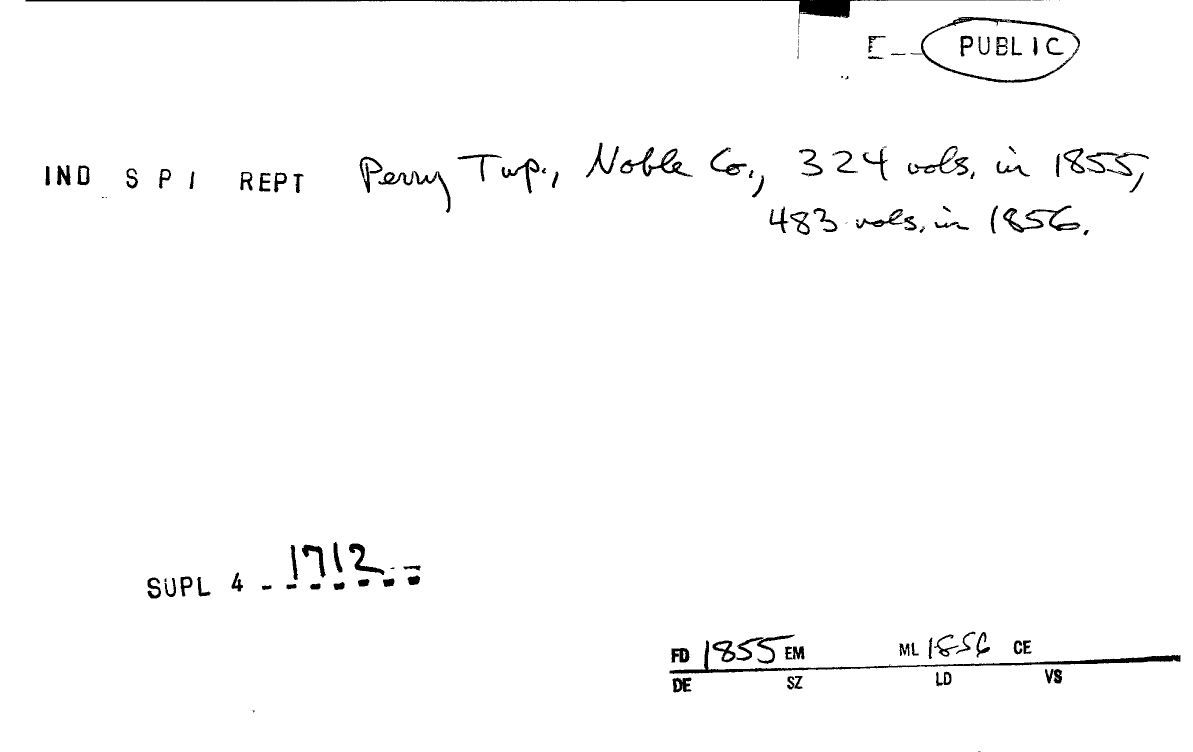 [__ PUBLIC
IND S P I REPT Perry Twp., Noble Co., 324 vols. in 1855,
483 vols. in 1856.
SUPL 4 _ 1712 _ _
FD 1855 EM ML 1856 CE
DE SZ LD VS